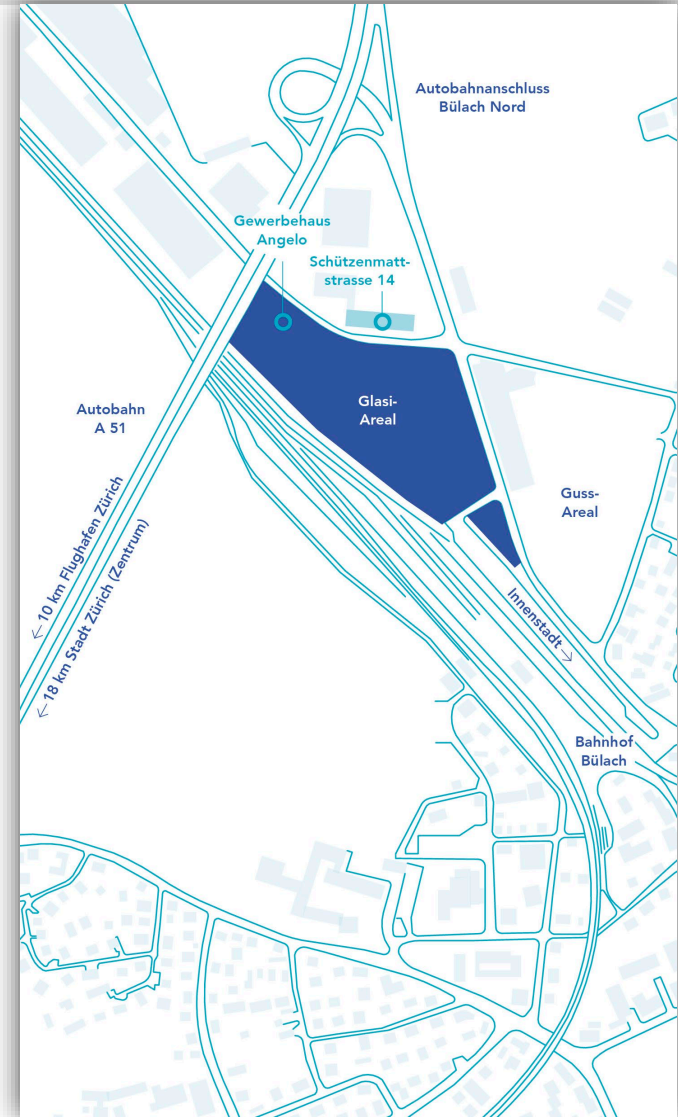 Autobahnanschluss
Bülach Nord
Gewerbehaus
Angelo
Schützenmatt-
strasse 14
Glasi-
Areal
Autobahn
A 51
Guss-
Areal
← 10 km Flughafen Zürich
← 18 km Stadt Zürich (Zentrum)
Innenstadt →
Bahnhof
Bülach